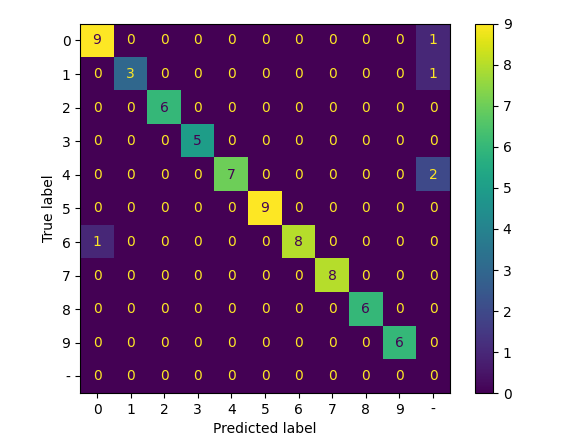 0 9 0 0 0 0 0 0 0 0 0 1
1 0 3 0 0 0 0 0 0 0 0 1
2 0 0 6 0 0 0 0 0 0 0 0
3 0 0 0 5 0 0 0 0 0 0 0
4 0 0 0 0 7 0 0 0 0 0 2
5 0 0 0 0 0 9 0 0 0 0 0
6 1 0 0 0 0 0 8 0 0 0 0
7 0 0 0 0 0 0 0 8 0 0 0
8 0 0 0 0 0 0 0 0 6 0 0
9 0 0 0 0 0 0 0 0 0 6 0
- 0 0 0 0 0 0 0 0 0 0 0
0 1 2 3 4 5 6 7 8 9 -
Predicted label
True label
9
8
7
6
5
4
3
2
1
0